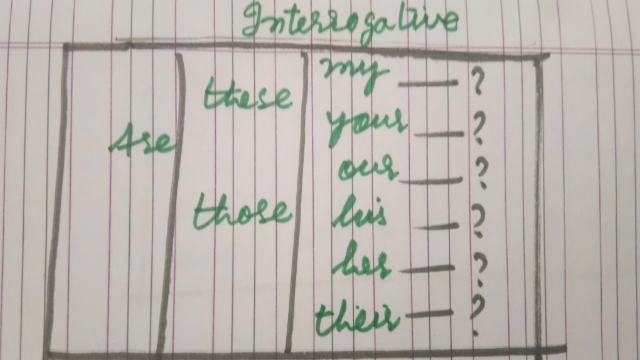 Interrogative
Are
these
those
my ___ ?
your ___ ?
our ___ ?
his ___ ?
her ___ ?
their ___ ?